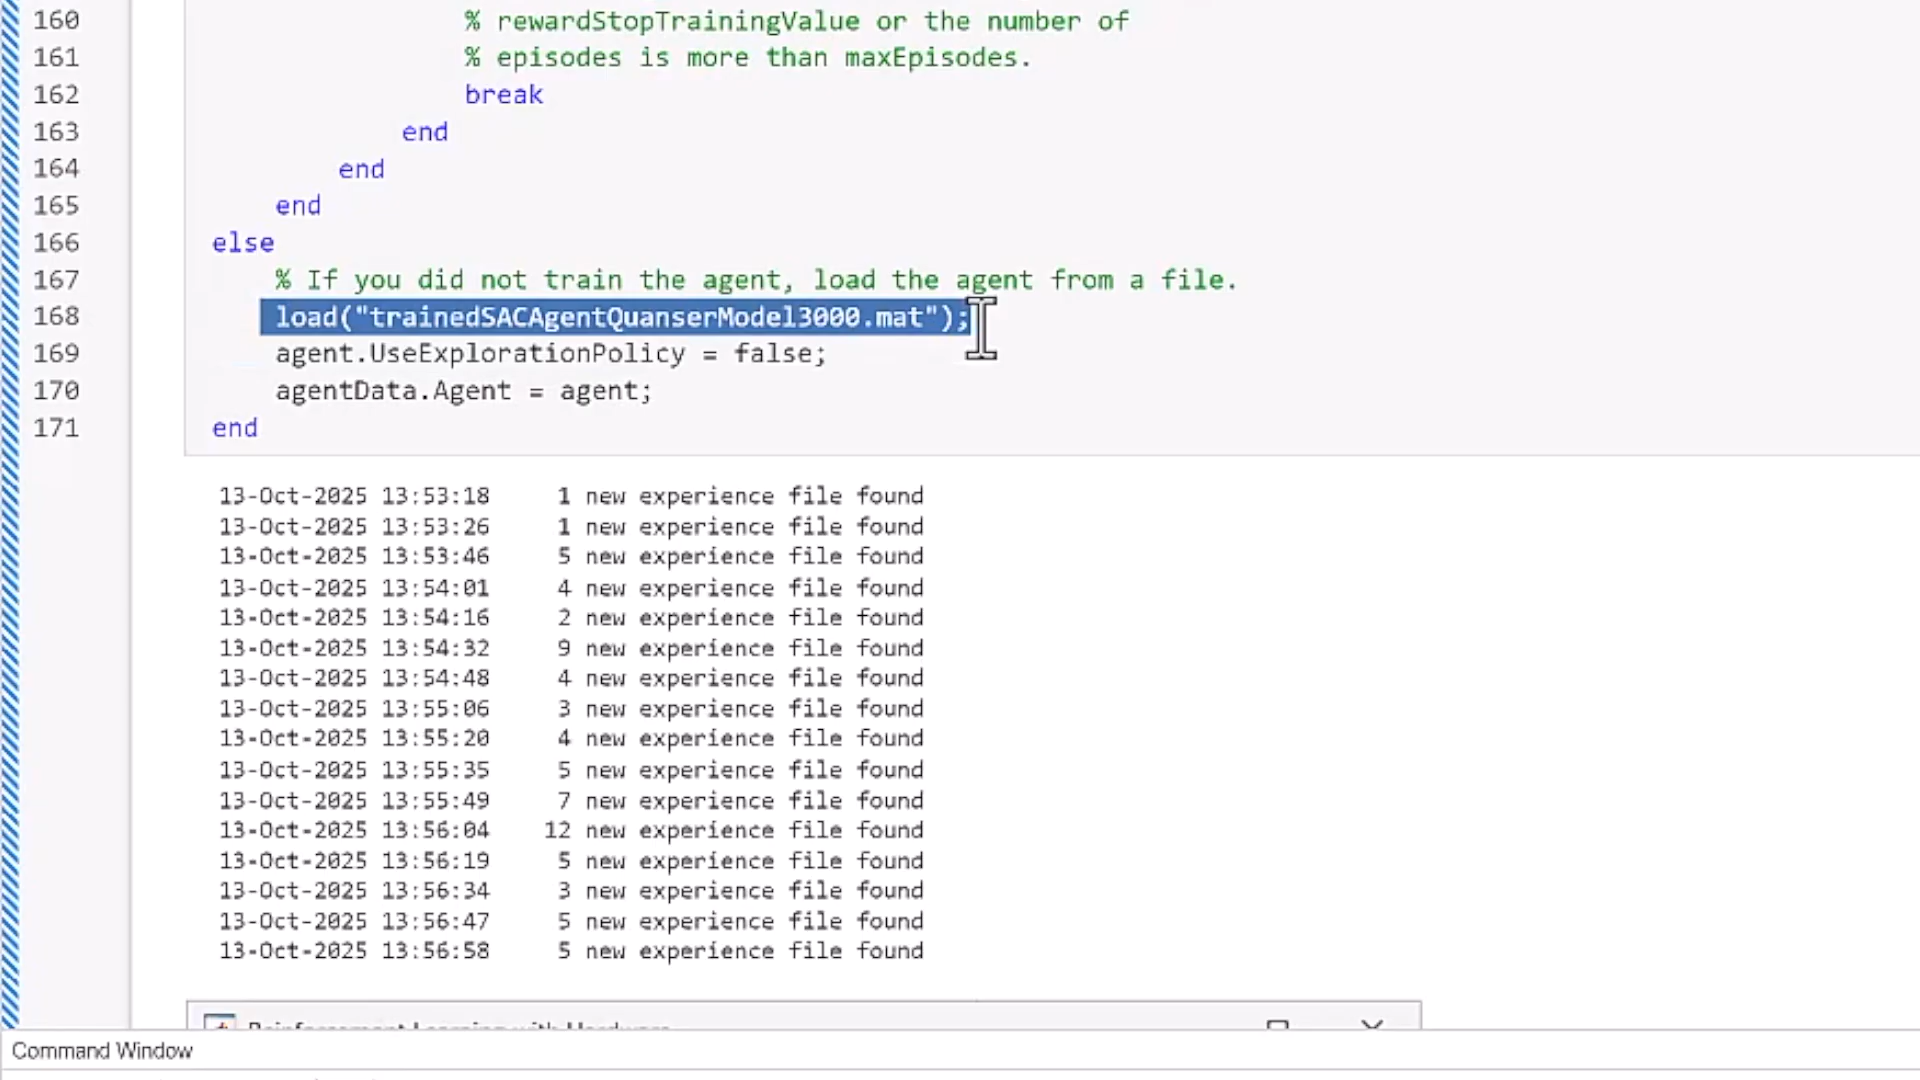 160 % rewardStopTrainingValue or the number of
161 % episodes is more than maxEpisodes.
162 break
163 end
164 end
165 end
166 else
167 % If you did not train the agent, load the agent from a file.
168 load("trainedSACAgentQuanserModel3000.mat");
169 agent.UseExplorationPolicy = false;
170 agentData.Agent = agent;
171 end
13-Oct-2025 13:53:18 1 new experience file found
13-Oct-2025 13:53:26 1 new experience file found
13-Oct-2025 13:53:46 5 new experience file found
13-Oct-2025 13:54:01 4 new experience file found
13-Oct-2025 13:54:16 2 new experience file found
13-Oct-2025 13:54:32 9 new experience file found
13-Oct-2025 13:54:48 4 new experience file found
13-Oct-2025 13:55:06 3 new experience file found
13-Oct-2025 13:55:20 4 new experience file found
13-Oct-2025 13:55:35 5 new experience file found
13-Oct-2025 13:55:49 7 new experience file found
13-Oct-2025 13:56:04 12 new experience file found
13-Oct-2025 13:56:19 5 new experience file found
13-Oct-2025 13:56:34 3 new experience file found
13-Oct-2025 13:56:47 5 new experience file found
13-Oct-2025 13:56:58 5 new experience file found
Reinforcement Learning with Hardware
Command Window